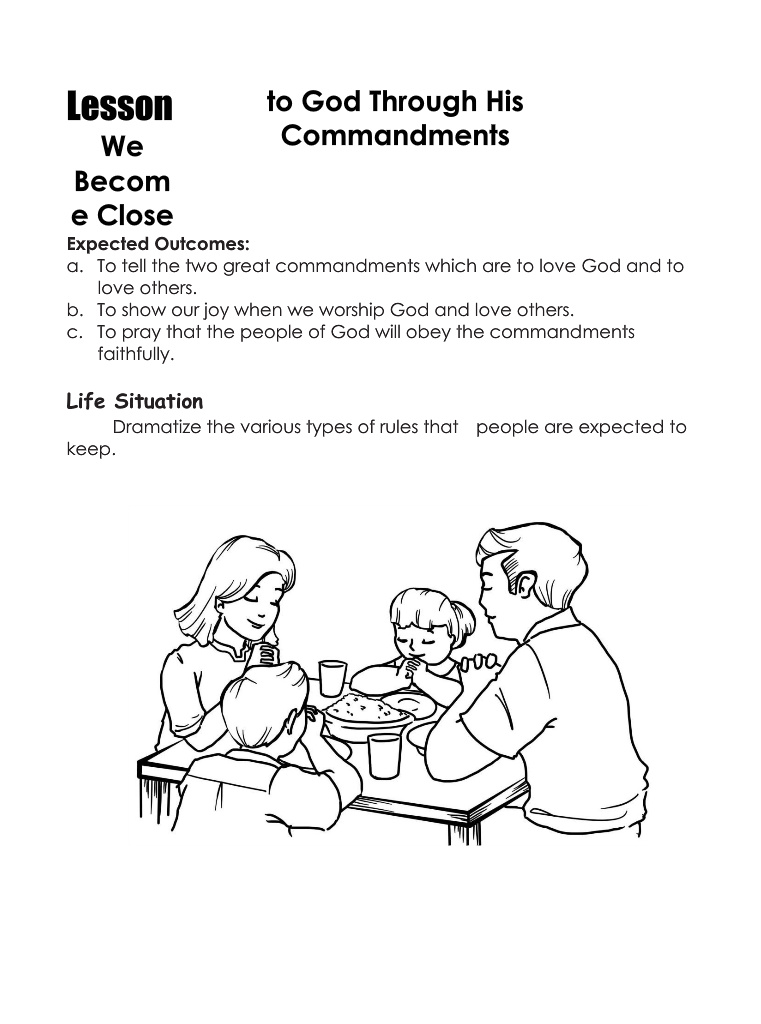 Lesson
We
Becom
e Close
to God Through His
Commandments
Expected Outcomes:
a. To tell the two great commandments which are to love God and to
love others.
b. To show our joy when we worship God and love others.
c. To pray that the people of God will obey the commandments
faithfully.
Life Situation
Dramatize the various types of rules that people are expected to
keep.